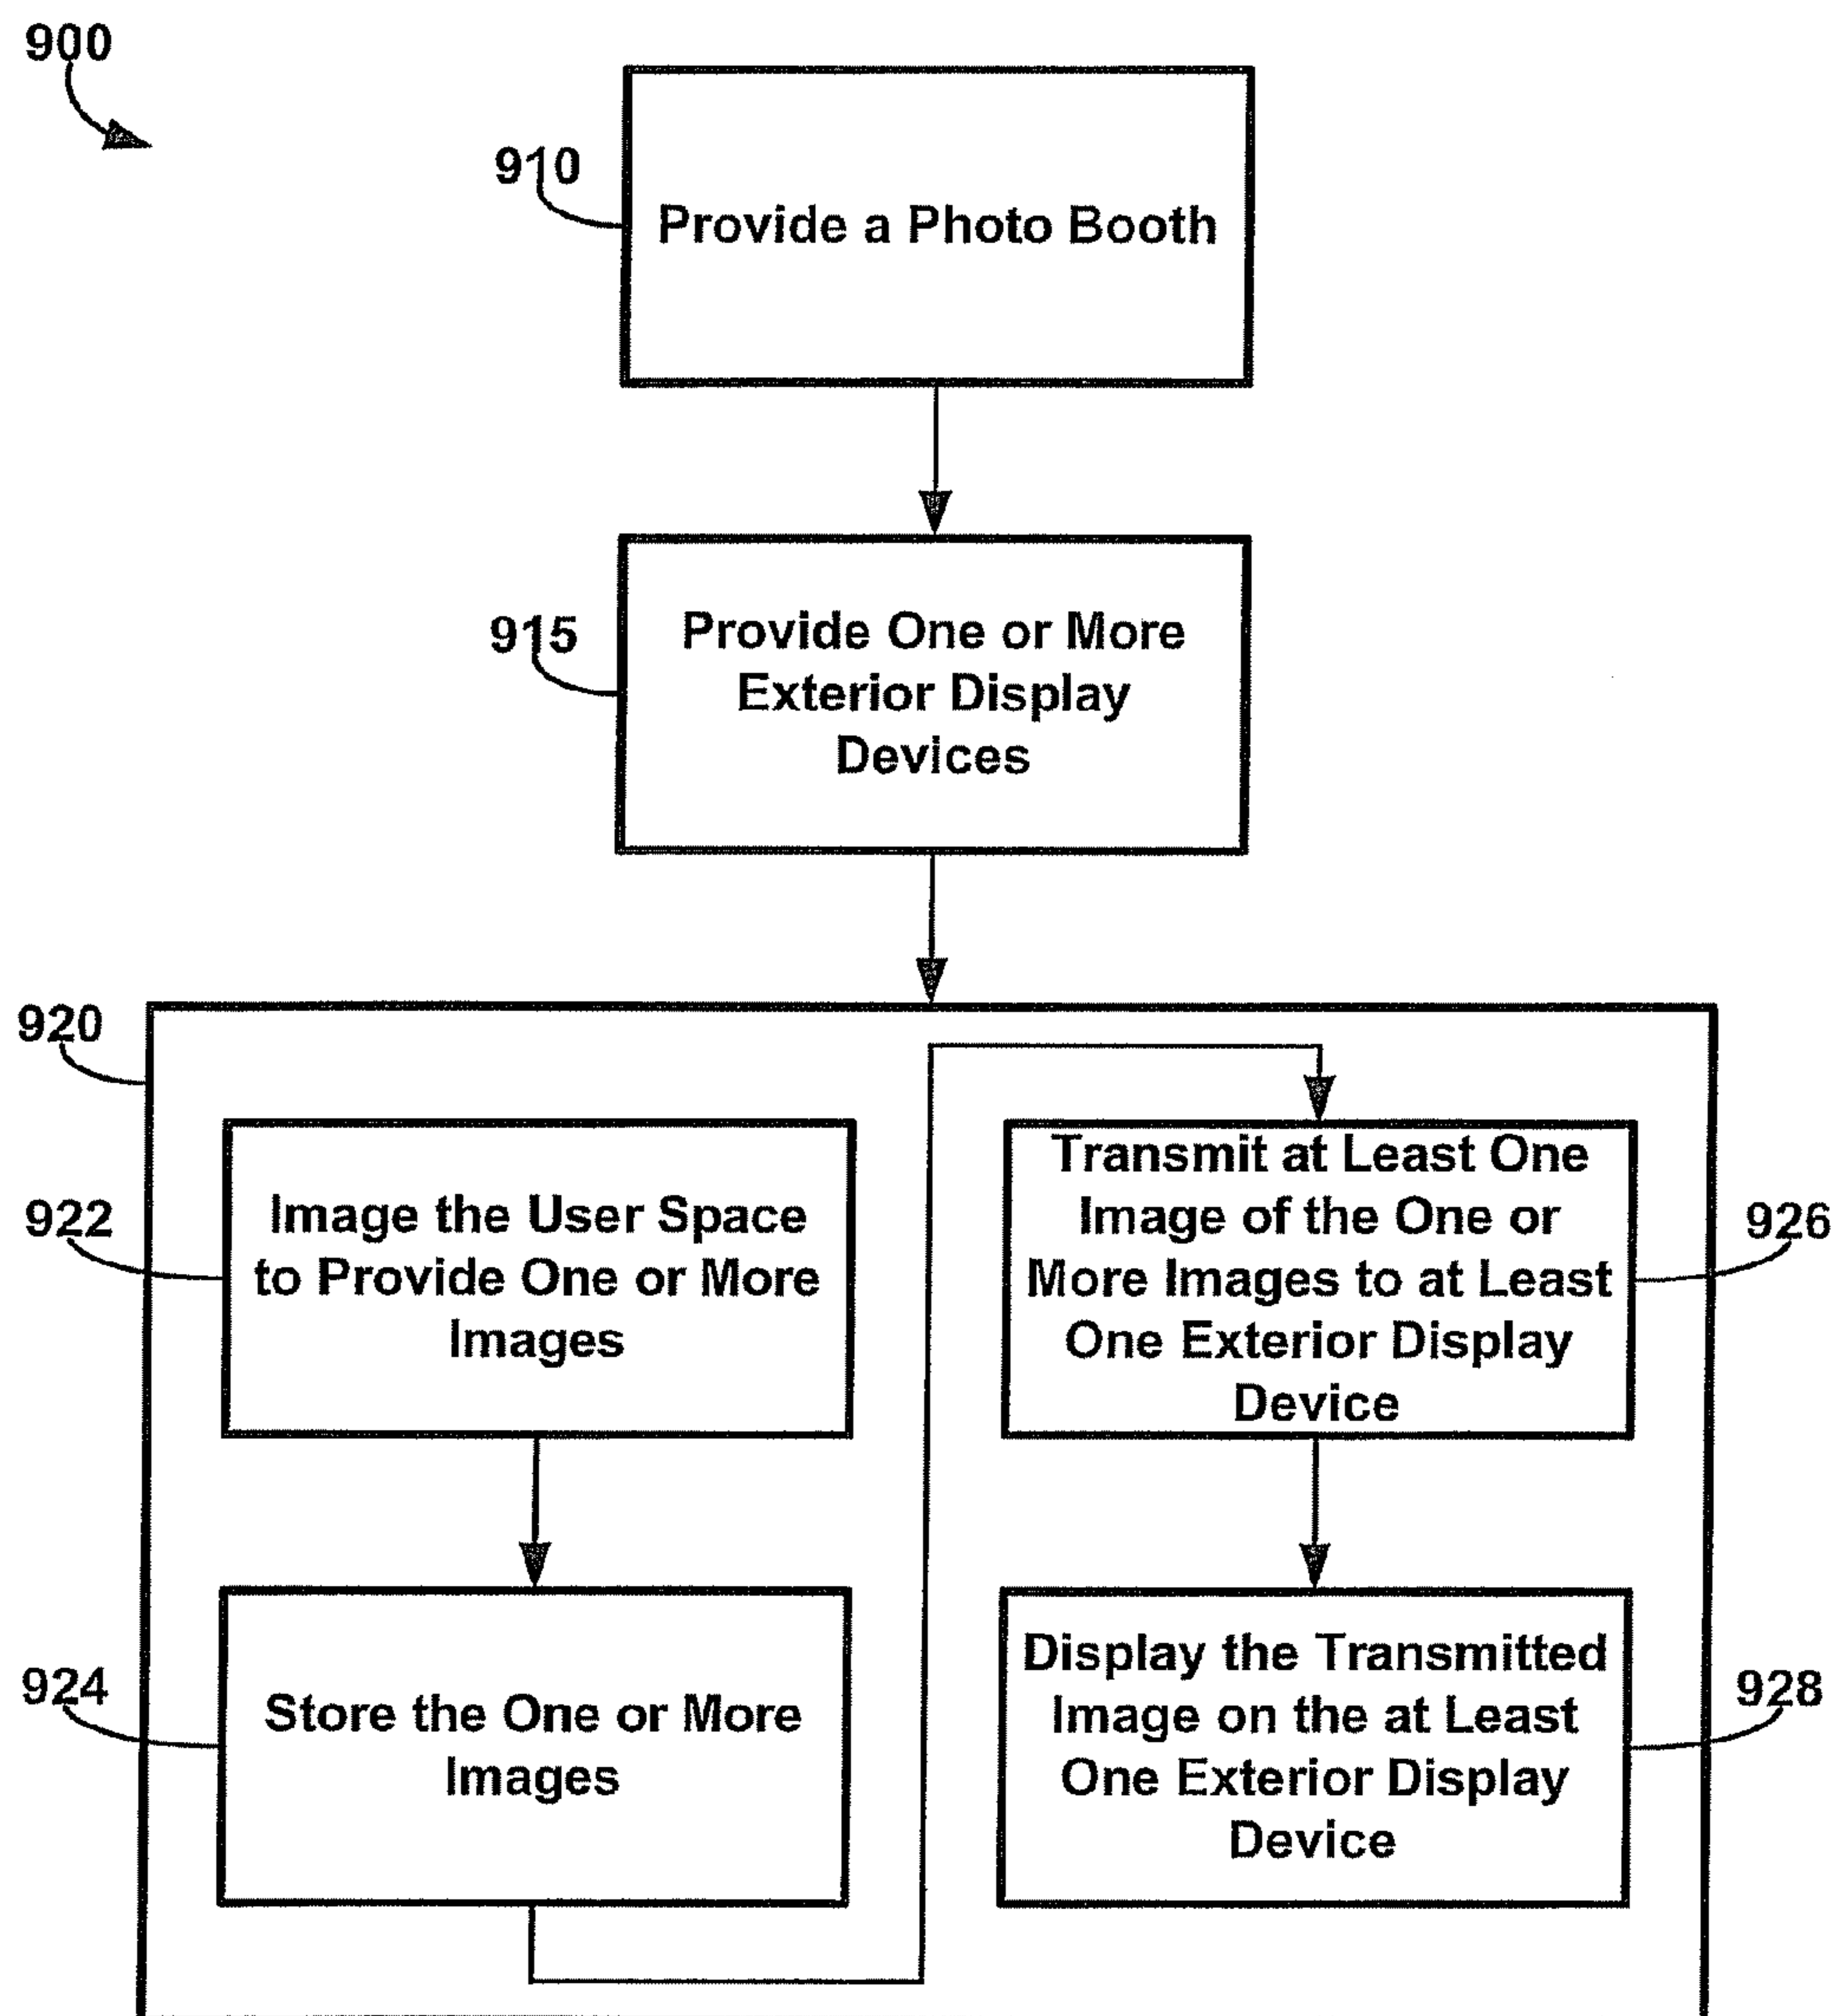 900
910
Provide a Photo Booth
915
Provide One or More
Exterior Display
Devices
920
922
Image the User Space
to Provide One or More
Images
924
Store the One or More
Images
Transmit at Least One
Image of the One or
More Images to at Least
One Exterior Display
Device
926
Display the Transmitted
Image on the at Least
One Exterior Display
Device
928